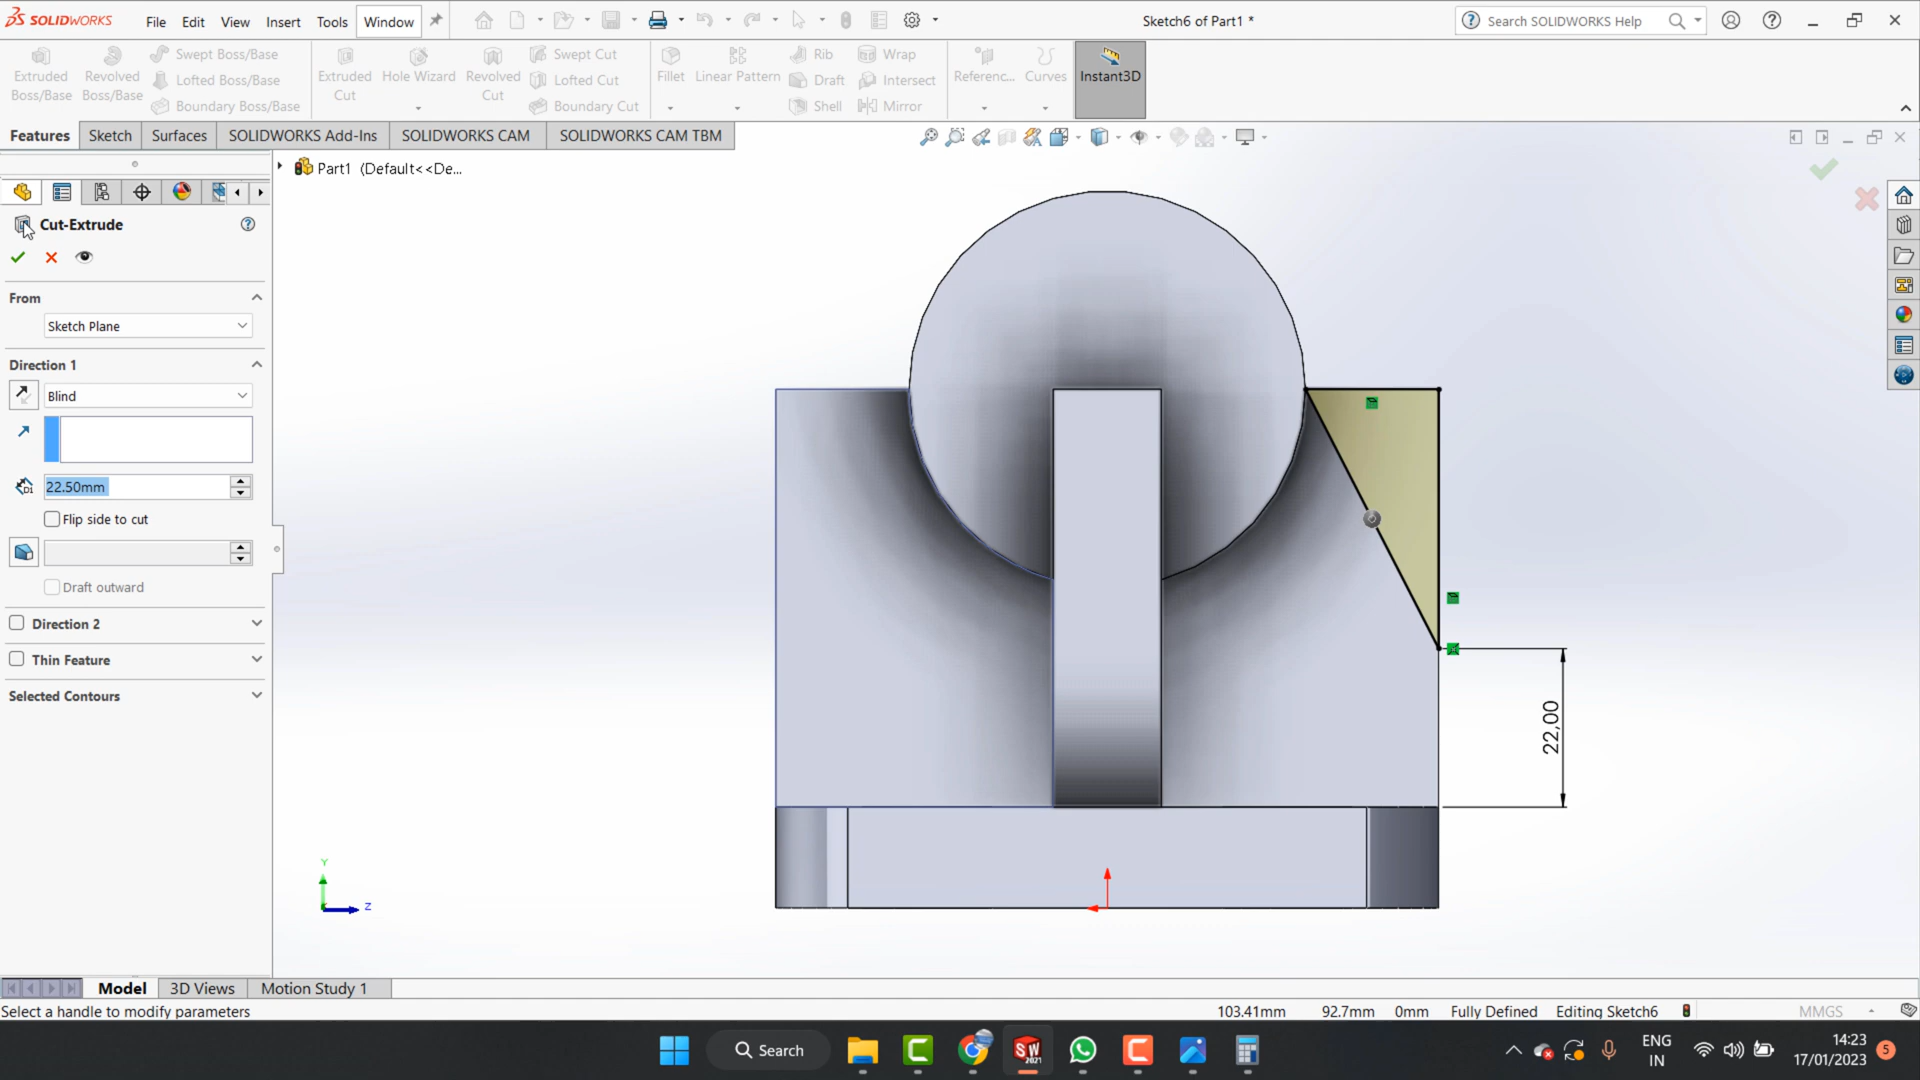 SOLIDWORKS File Edit View Insert Tools Window Sketch6 of Part1 * Search SOLIDWORKS Help
Extruded Boss/Base
Revolved Boss/Base
Swept Boss/Base
Lofted Boss/Base
Boundary Boss/Base
Extruded Cut
Hole Wizard
Revolved Cut
Swept Cut
Lofted Cut
Boundary Cut
Fillet
Linear Pattern
Rib
Draft
Shell
Wrap
Intersect
Mirror
Referenc...
Curves
Instant3D
Features Sketch Surfaces SOLIDWORKS Add-Ins SOLIDWORKS CAM SOLIDWORKS CAM TBM
Part1 (Default<<De...
Cut-Extrude
From
Sketch Plane
Direction 1
Blind
D1
22.50mm
Flip side to cut
Draft outward
Direction 2
Thin Feature
Selected Contours
22,00
Y
Z
Model 3D Views Motion Study 1
Select a handle to modify parameters 103.41mm 92.7mm 0mm Fully Defined Editing Sketch6 MMGS
Search
SW
2021
ENG
IN
14:23
17/01/2023
5